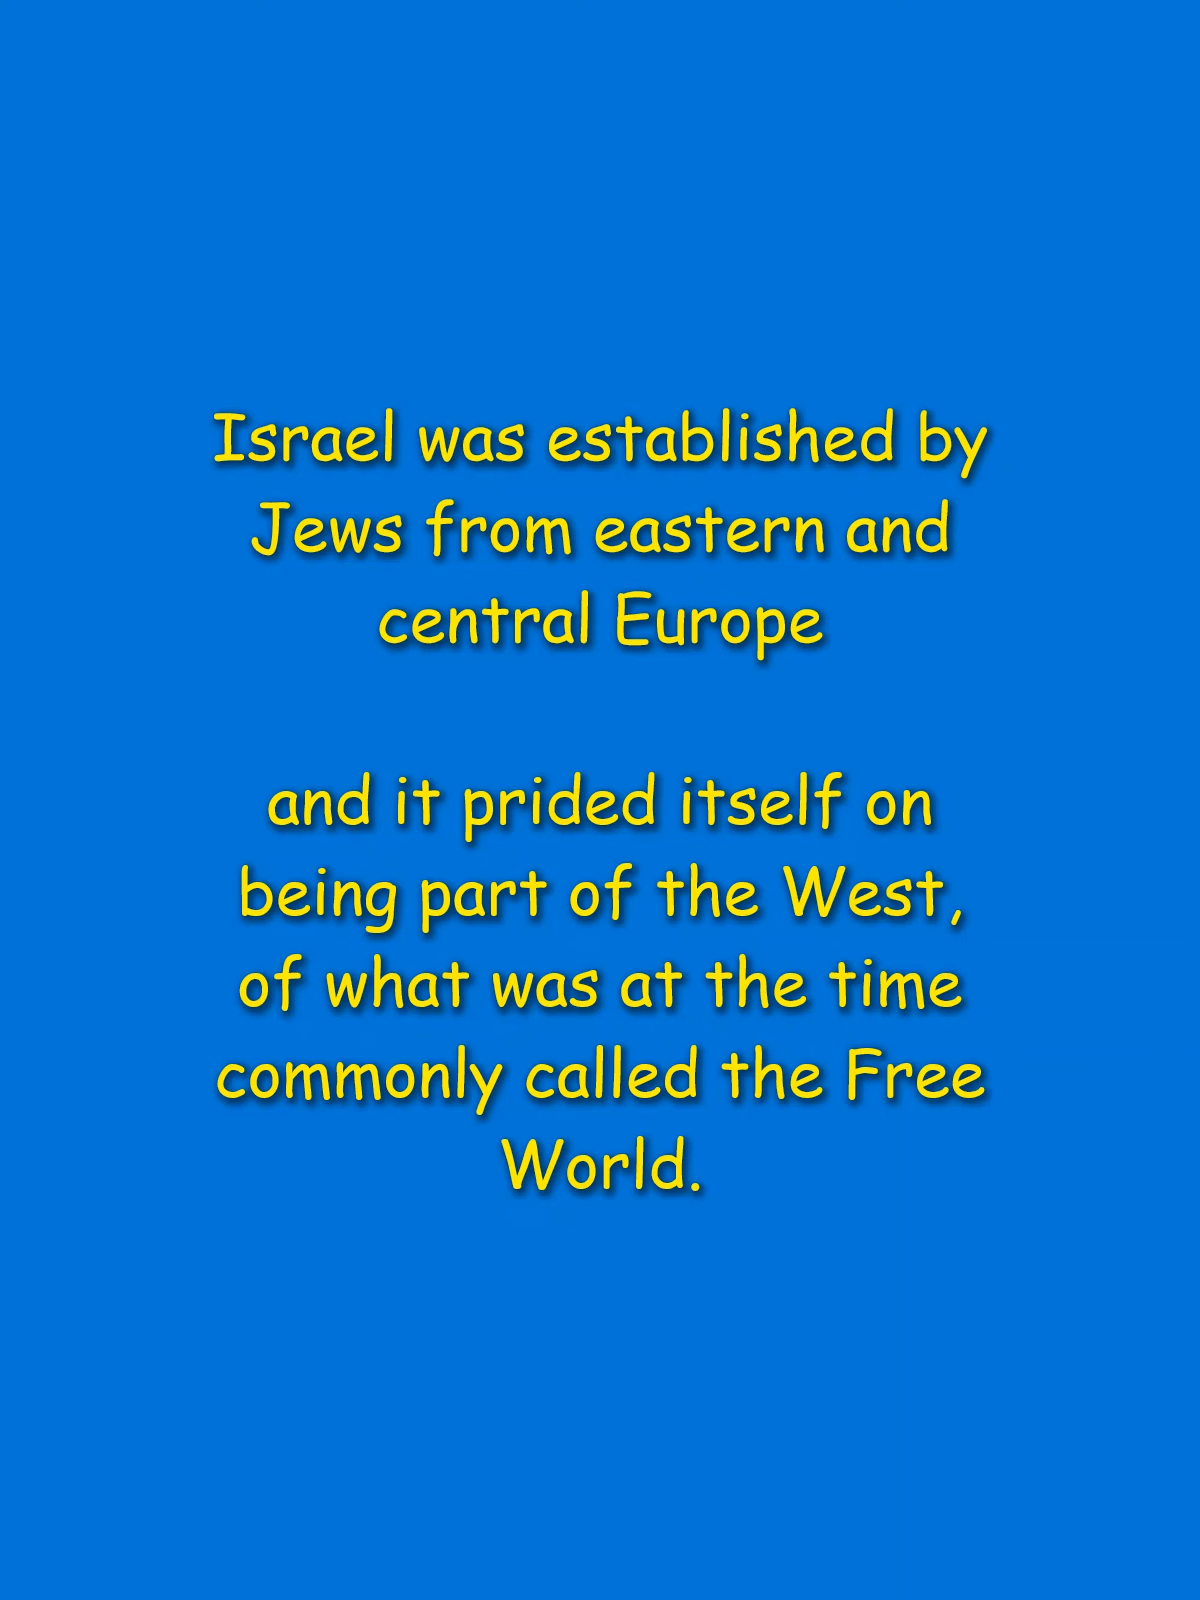 Israel was established by
Jews from eastern and
central Europe
and it prided itself on
being part of the West,
of what was at the time
commonly called the Free
World.